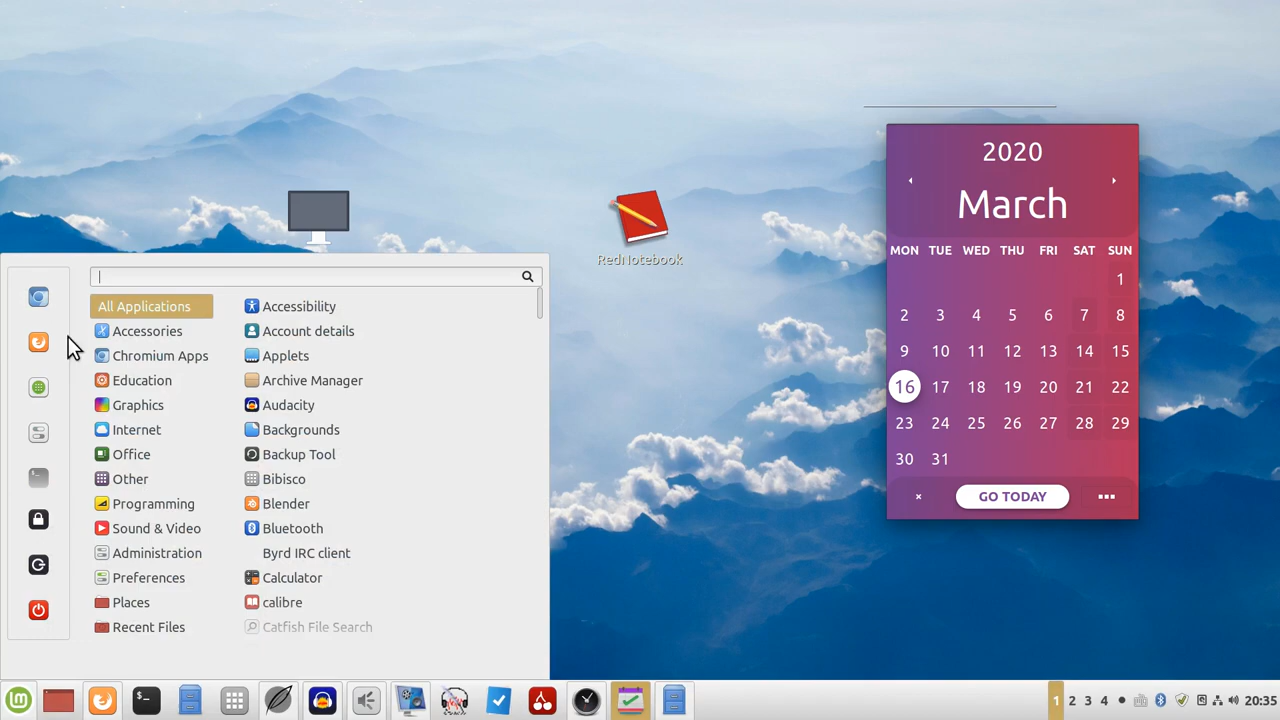 2020
March
MON TUE WED THU FRI SAT SUN
1
2 3 4 5 6 7 8
9 10 11 12 13 14 15
16 17 18 19 20 21 22
23 24 25 26 27 28 29
30 31
GO TODAY
RedNotebook
All Applications
Accessories
Chromium Apps
Education
Graphics
Internet
Office
Other
Programming
Sound & Video
Administration
Preferences
Places
Recent Files
Accessibility
Account details
Applets
Archive Manager
Audacity
Backgrounds
Backup Tool
Bibisco
Blender
Bluetooth
Byrd IRC client
Calculator
calibre
Catfish File Search
1 2 3 4
20:35